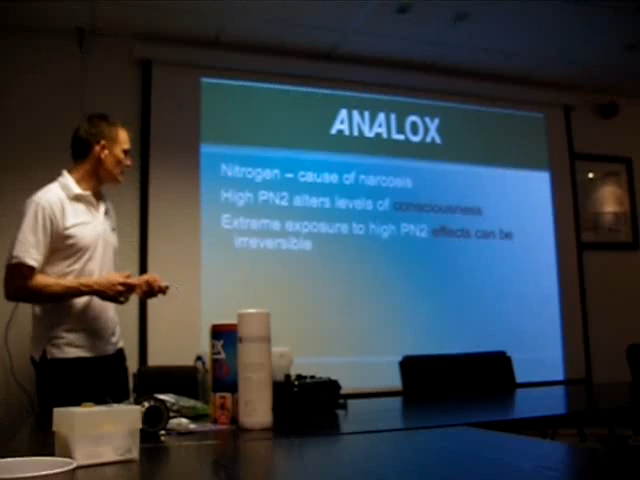 ANALOX
Nitrogen – cause of narcosis
High PN2 alters levels of consciousness
Extreme exposure to high PN2 effects can be
irreversible